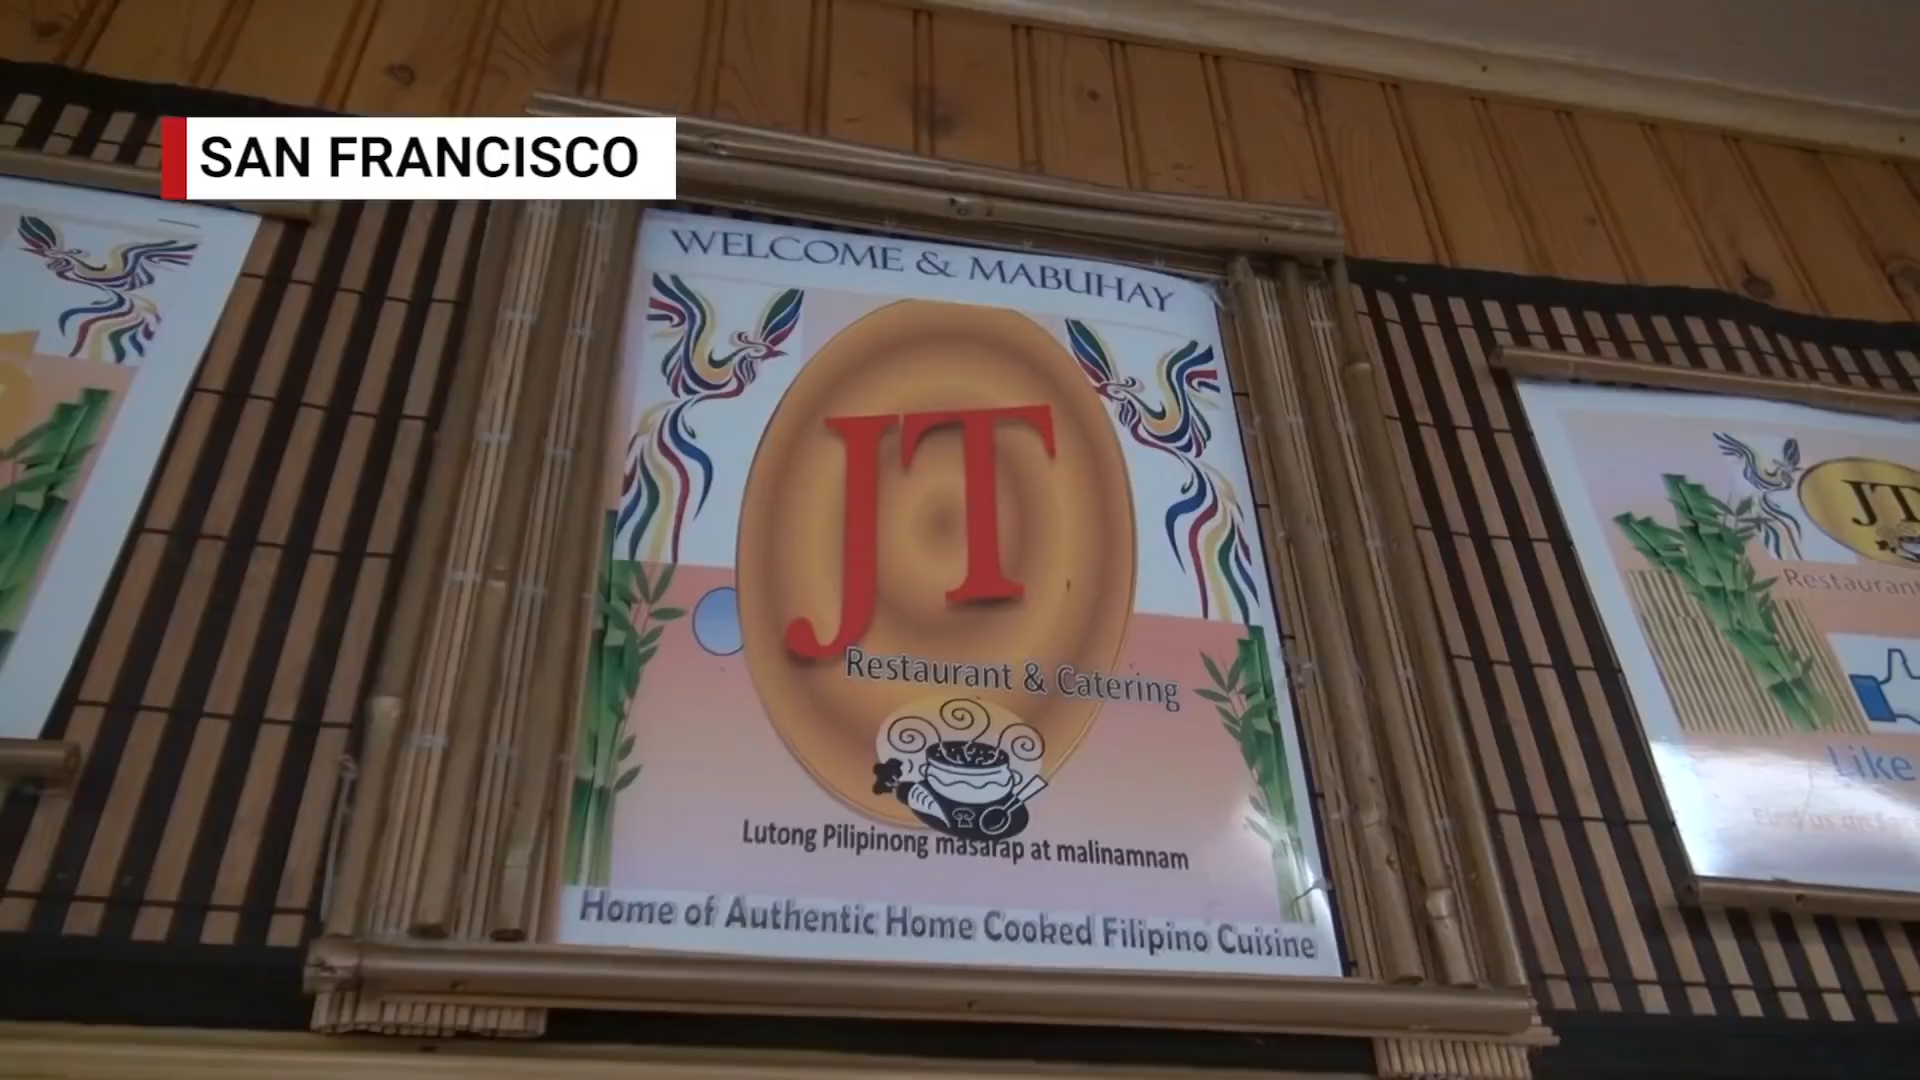 SAN FRANCISCO
WELCOME & MABUHAY
JT
Restaurant & Catering
Lutong Pilipinong masarap at malinamnam
Home of Authentic Home Cooked Filipino Cuisine
JT
Restaurant
Like